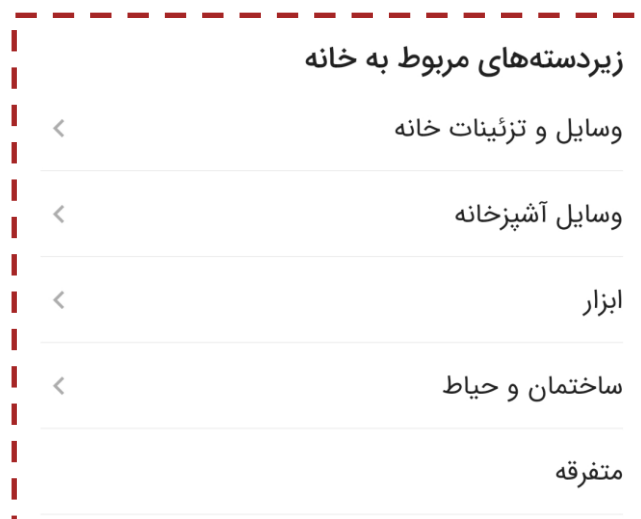 زیردسته‌های مربوط به خانه
وسایل و تزئینات خانه
وسایل آشپزخانه
ابزار
ساختمان و حیاط
متفرقه